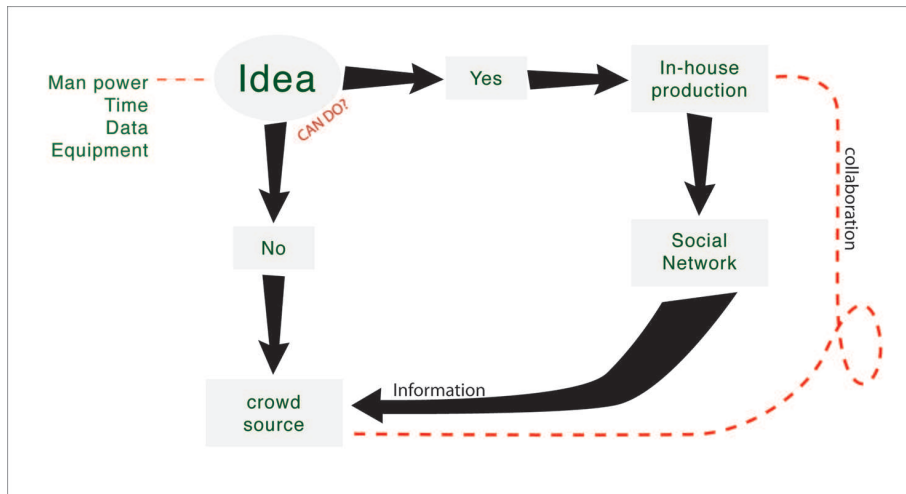 Man power
Time
Data
Equipment
Idea
CAN DO?
Yes
In-house
production
collaboration
No
Social
Network
Information
crowd
source